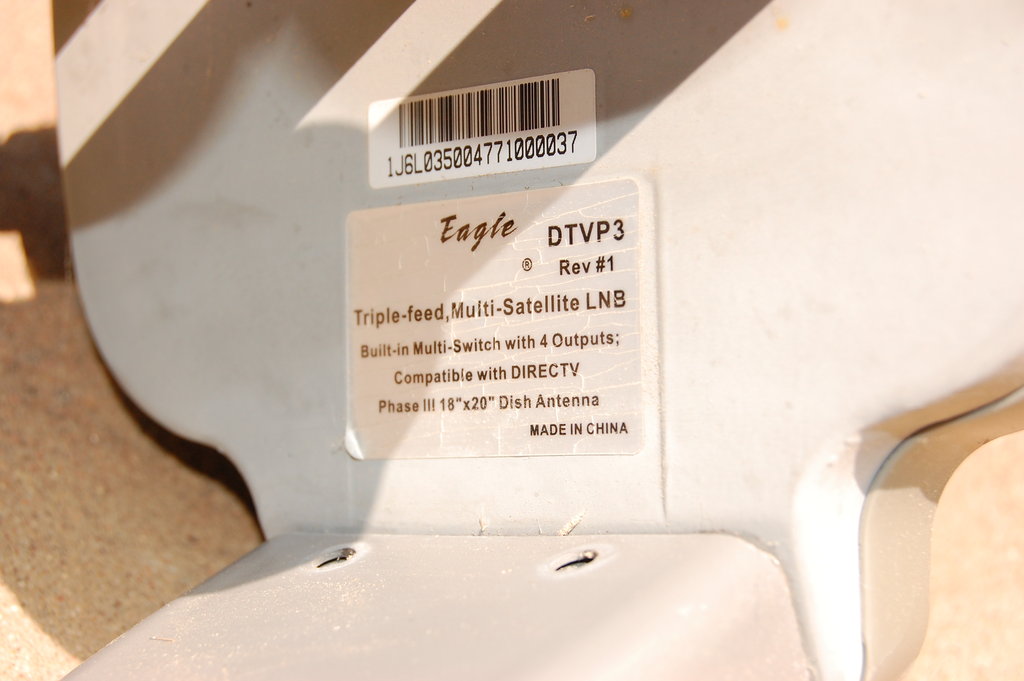 1J6L035004771000037
Eagle DTVP3
® Rev #1
Triple-feed,Multi-Satellite LNB
Built-in Multi-Switch with 4 Outputs;
Compatible with DIRECTV
Phase III 18"x20" Dish Antenna
MADE IN CHINA